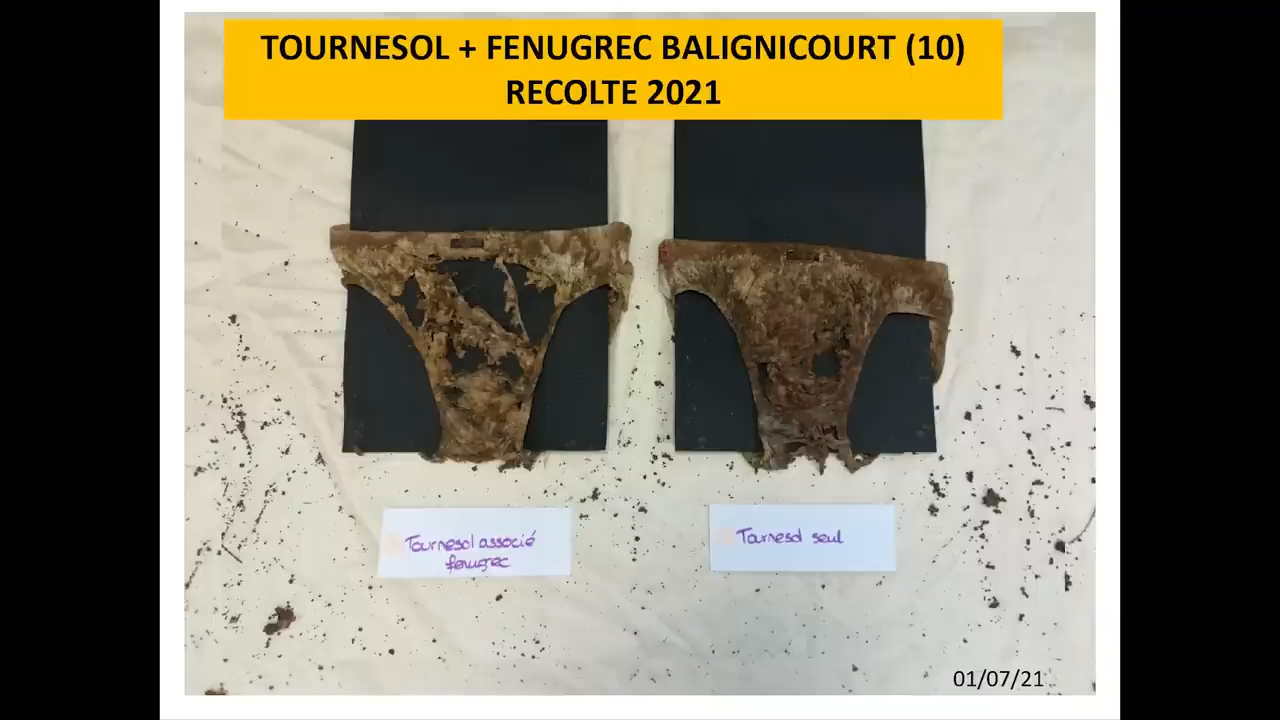 TOURNESOL + FENUGREC BALIGNICOURT (10)
RECOLTE 2021
Tournesol associé
fenugrec
Tournesol seul
01/07/21